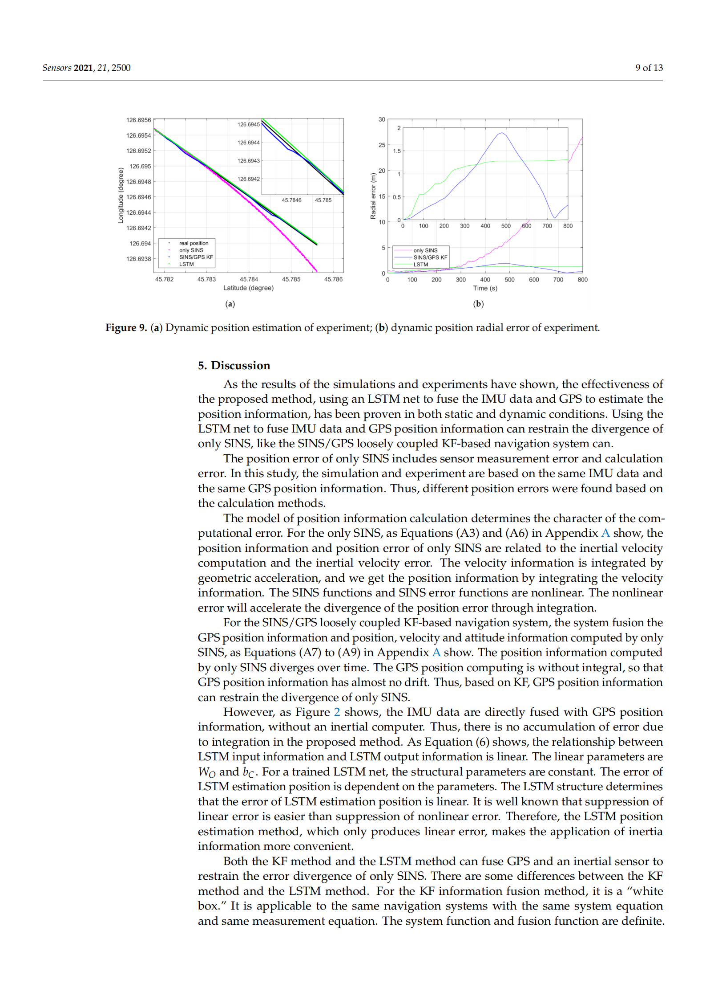 Sensors 2021, 21, 2500
9 of 13
126.6956
126.6954
126.6952
126.695
126.6948
126.6946
126.6944
126.6942
126.694
126.6938
Longitude (degree)
126.6945
126.6944
126.6943
126.6942
45.7846 45.785
real position
only SINS
SINS/GPS KF
LSTM
45.782 45.783 45.784 45.785 45.786
Latitude (degree)
(a)
30
25
20
15
10
5
0
Radial error (m)
2
1.5
1
0.5
0
0 100 200 300 400 500 600 700 800
only SINS
SINS/GPS KF
LSTM
0 100 200 300 400 500 600 700 800
Time (s)
(b)
Figure 9. (a) Dynamic position estimation of experiment; (b) dynamic position radial error of experiment.
5. Discussion
As the results of the simulations and experiments have shown, the effectiveness of
the proposed method, using an LSTM net to fuse the IMU data and GPS to estimate the
position information, has been proven in both static and dynamic conditions. Using the
LSTM net to fuse IMU data and GPS position information can restrain the divergence of
only SINS, like the SINS/GPS loosely coupled KF-based navigation system can.
The position error of only SINS includes sensor measurement error and calculation
error. In this study, the simulation and experiment are based on the same IMU data and
the same GPS position information. Thus, different position errors were found based on
the calculation methods.
The model of position information calculation determines the character of the com-
putational error. For the only SINS, as Equations (A3) and (A6) in Appendix A show, the
position information and position error of only SINS are related to the inertial velocity
computation and the inertial velocity error. The velocity information is integrated by
geometric acceleration, and we get the position information by integrating the velocity
information. The SINS functions and SINS error functions are nonlinear. The nonlinear
error will accelerate the divergence of the position error through integration.
For the SINS/GPS loosely coupled KF-based navigation system, the system fusion the
GPS position information and position, velocity and attitude information computed by only
SINS, as Equations (A7) to (A9) in Appendix A show. The position information computed
by only SINS diverges over time. The GPS position computing is without integral, so that
GPS position information has almost no drift. Thus, based on KF, GPS position information
can restrain the divergence of only SINS.
However, as Figure 2 shows, the IMU data are directly fused with GPS position
information, without an inertial computer. Thus, there is no accumulation of error due
to integration in the proposed method. As Equation (6) shows, the relationship between
LSTM input information and LSTM output information is linear. The linear parameters are
W_O and b_C. For a trained LSTM net, the structural parameters are constant. The error of
LSTM estimation position is dependent on the parameters. The LSTM structure determines
that the error of LSTM estimation position is linear. It is well known that suppression of
linear error is easier than suppression of nonlinear error. Therefore, the LSTM position
estimation method, which only produces linear error, makes the application of inertia
information more convenient.
Both the KF method and the LSTM method can fuse GPS and an inertial sensor to
restrain the error divergence of only SINS. There are some differences between the KF
method and the LSTM method. For the KF information fusion method, it is a “white
box.” It is applicable to the same navigation systems with the same system equation
and same measurement equation. The system function and fusion function are definite.